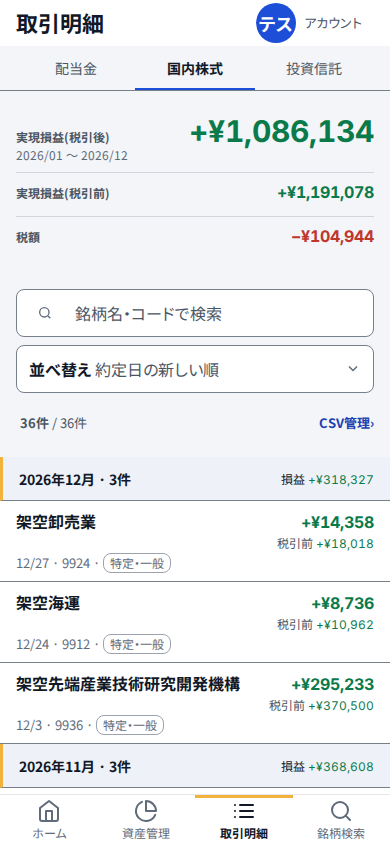 取引明細
テス アカウント
配当金 国内株式 投資信託
実現損益(税引後)
2026/01 〜 2026/12
+¥1,086,134
実現損益(税引前) +¥1,191,078
税額 −¥104,944
銘柄名・コードで検索
並べ替え 約定日の新しい順
36件 / 36件 CSV管理›
2026年12月・3件 損益 +¥318,327
架空卸売業 +¥14,358
税引前 +¥18,018
12/27・9924・特定・一般
架空海運 +¥8,736
税引前 +¥10,962
12/24・9912・特定・一般
架空先端産業技術研究開発機構 +¥295,233
税引前 +¥370,500
12/3・9936・特定・一般
2026年11月・3件 損益 +¥368,608
ホーム 資産管理 取引明細 銘柄検索